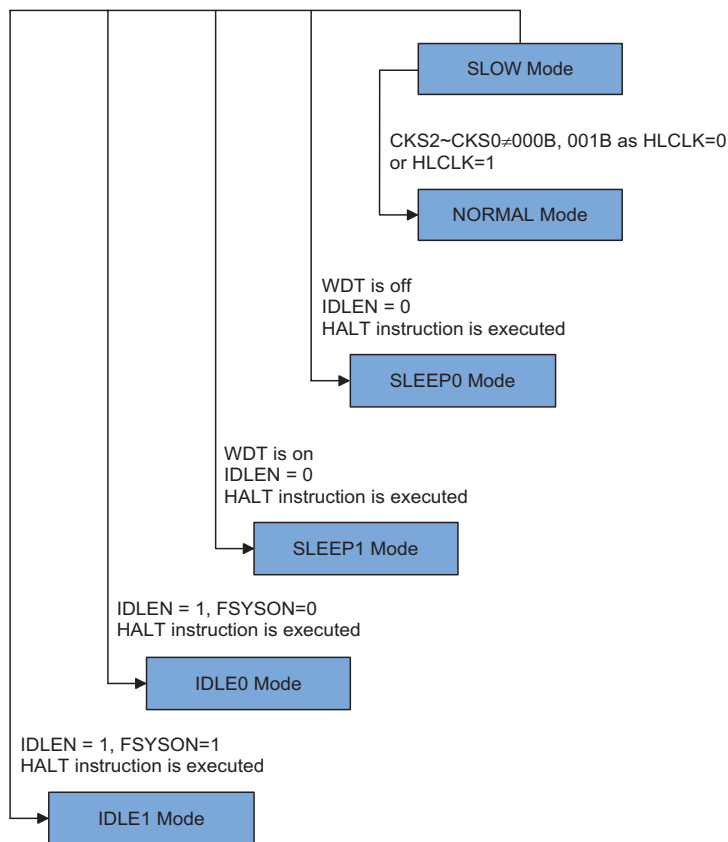 SLOW Mode
CKS2~CKS0≠000B, 001B as HLCLK=0
or HLCLK=1
NORMAL Mode
WDT is off
IDLEN = 0
HALT instruction is executed
SLEEP0 Mode
WDT is on
IDLEN = 0
HALT instruction is executed
SLEEP1 Mode
IDLEN = 1, FSYSON=0
HALT instruction is executed
IDLE0 Mode
IDLEN = 1, FSYSON=1
HALT instruction is executed
IDLE1 Mode